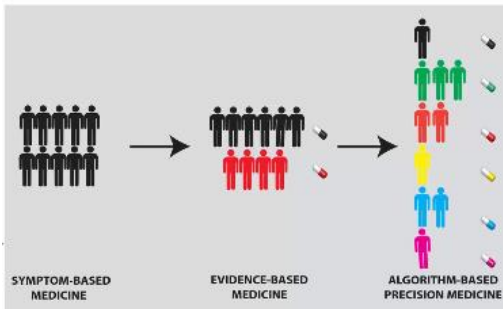 SYMPTOM-BASED
MEDICINE
EVIDENCE-BASED
MEDICINE
ALGORITHM-BASED
PRECISION MEDICINE